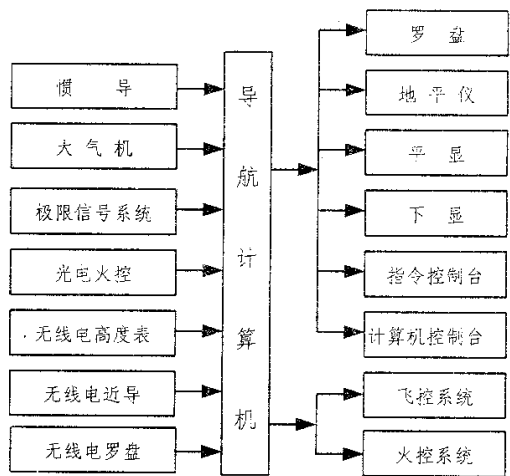 惯导
大气机
极限信号系统
光电火控
无线电高度表
无线电近导
无线电罗盘
导航计算机
罗盘
地平仪
平显
下显
指令控制台
计算机控制台
飞控系统
火控系统